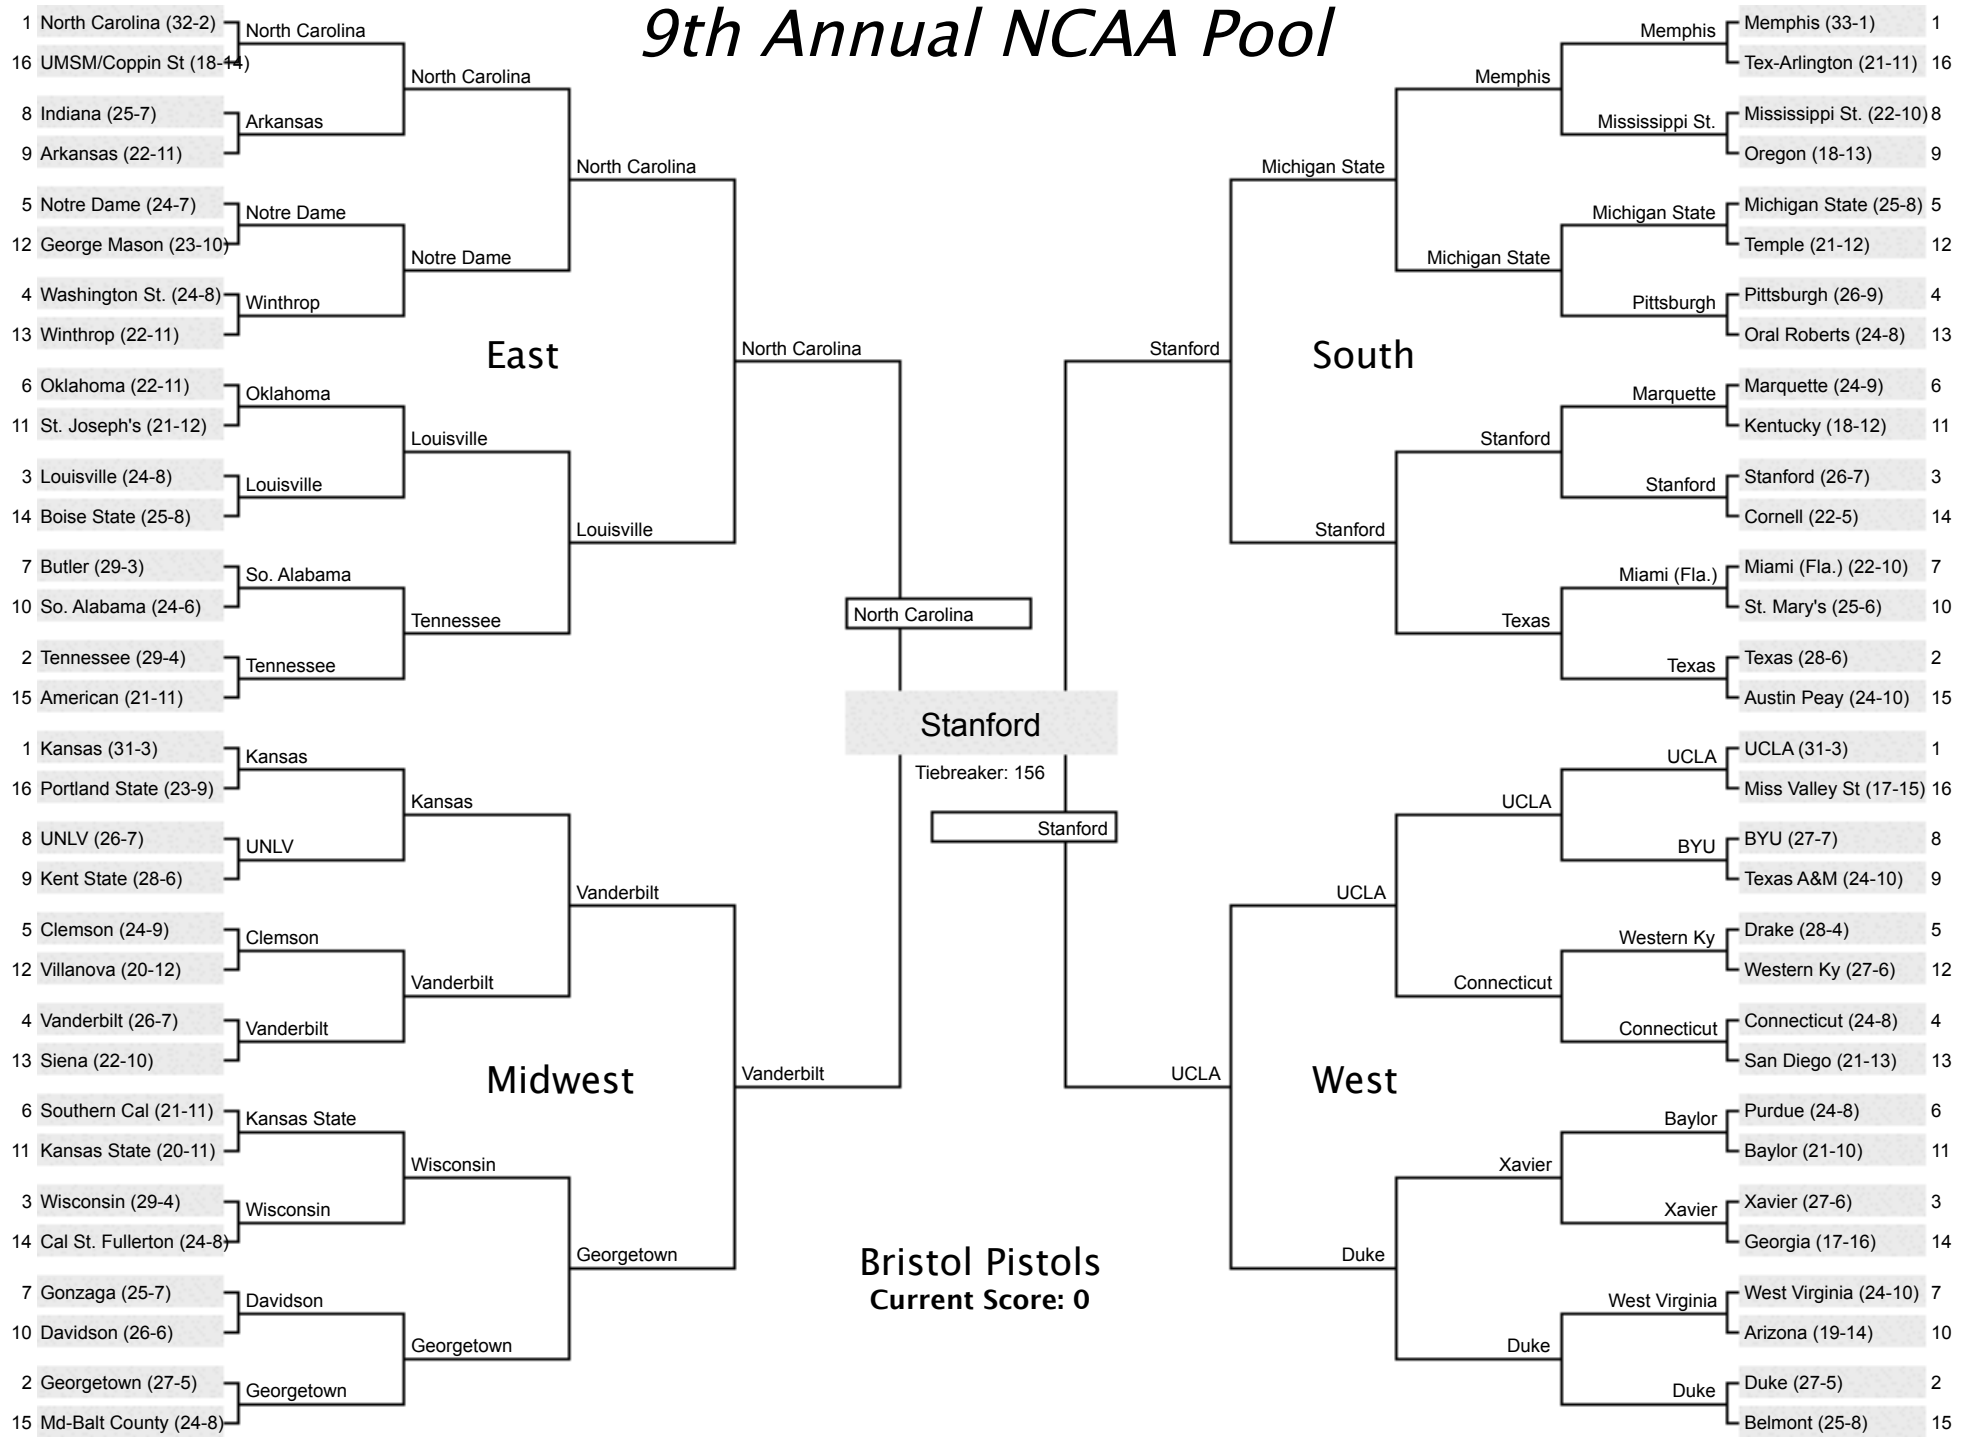 9th Annual NCAA Pool
East
1 North Carolina (32-2)
16 UMSM/Coppin St (18-14)
8 Indiana (25-7)
9 Arkansas (22-11)
5 Notre Dame (24-7)
12 George Mason (23-10)
4 Washington St. (24-8)
13 Winthrop (22-11)
6 Oklahoma (22-11)
11 St. Joseph's (21-12)
3 Louisville (24-8)
14 Boise State (25-8)
7 Butler (29-3)
10 So. Alabama (24-6)
2 Tennessee (29-4)
15 American (21-11)
North Carolina
Arkansas
Notre Dame
Winthrop
Oklahoma
Louisville
So. Alabama
Tennessee
North Carolina
Notre Dame
Louisville
Tennessee
North Carolina
Louisville
North Carolina
Midwest
1 Kansas (31-3)
16 Portland State (23-9)
8 UNLV (26-7)
9 Kent State (28-6)
5 Clemson (24-9)
12 Villanova (20-12)
4 Vanderbilt (26-7)
13 Siena (22-10)
6 Southern Cal (21-11)
11 Kansas State (20-11)
3 Wisconsin (29-4)
14 Cal St. Fullerton (24-8)
7 Gonzaga (25-7)
10 Davidson (26-6)
2 Georgetown (27-5)
15 Md-Balt County (24-8)
Kansas
UNLV
Clemson
Vanderbilt
Kansas State
Wisconsin
Davidson
Georgetown
Kansas
Vanderbilt
Wisconsin
Georgetown
Vanderbilt
Georgetown
Vanderbilt
North Carolina
Stanford
Tiebreaker: 156
Stanford
Bristol Pistols
Current Score: 0
South
Memphis (33-1) 1
Tex-Arlington (21-11) 16
Mississippi St. (22-10) 8
Oregon (18-13) 9
Michigan State (25-8) 5
Temple (21-12) 12
Pittsburgh (26-9) 4
Oral Roberts (24-8) 13
Marquette (24-9) 6
Kentucky (18-12) 11
Stanford (26-7) 3
Cornell (22-5) 14
Miami (Fla.) (22-10) 7
St. Mary's (25-6) 10
Texas (28-6) 2
Austin Peay (24-10) 15
Memphis
Mississippi St.
Michigan State
Pittsburgh
Marquette
Stanford
Miami (Fla.)
Texas
Memphis
Michigan State
Stanford
Texas
Michigan State
Stanford
Stanford
West
UCLA (31-3) 1
Miss Valley St (17-15) 16
BYU (27-7) 8
Texas A&M (24-10) 9
Drake (28-4) 5
Western Ky (27-6) 12
Connecticut (24-8) 4
San Diego (21-13) 13
Purdue (24-8) 6
Baylor (21-10) 11
Xavier (27-6) 3
Georgia (17-16) 14
West Virginia (24-10) 7
Arizona (19-14) 10
Duke (27-5) 2
Belmont (25-8) 15
UCLA
BYU
Western Ky
Connecticut
Baylor
Xavier
West Virginia
Duke
UCLA
Connecticut
Xavier
Duke
UCLA
Duke
UCLA